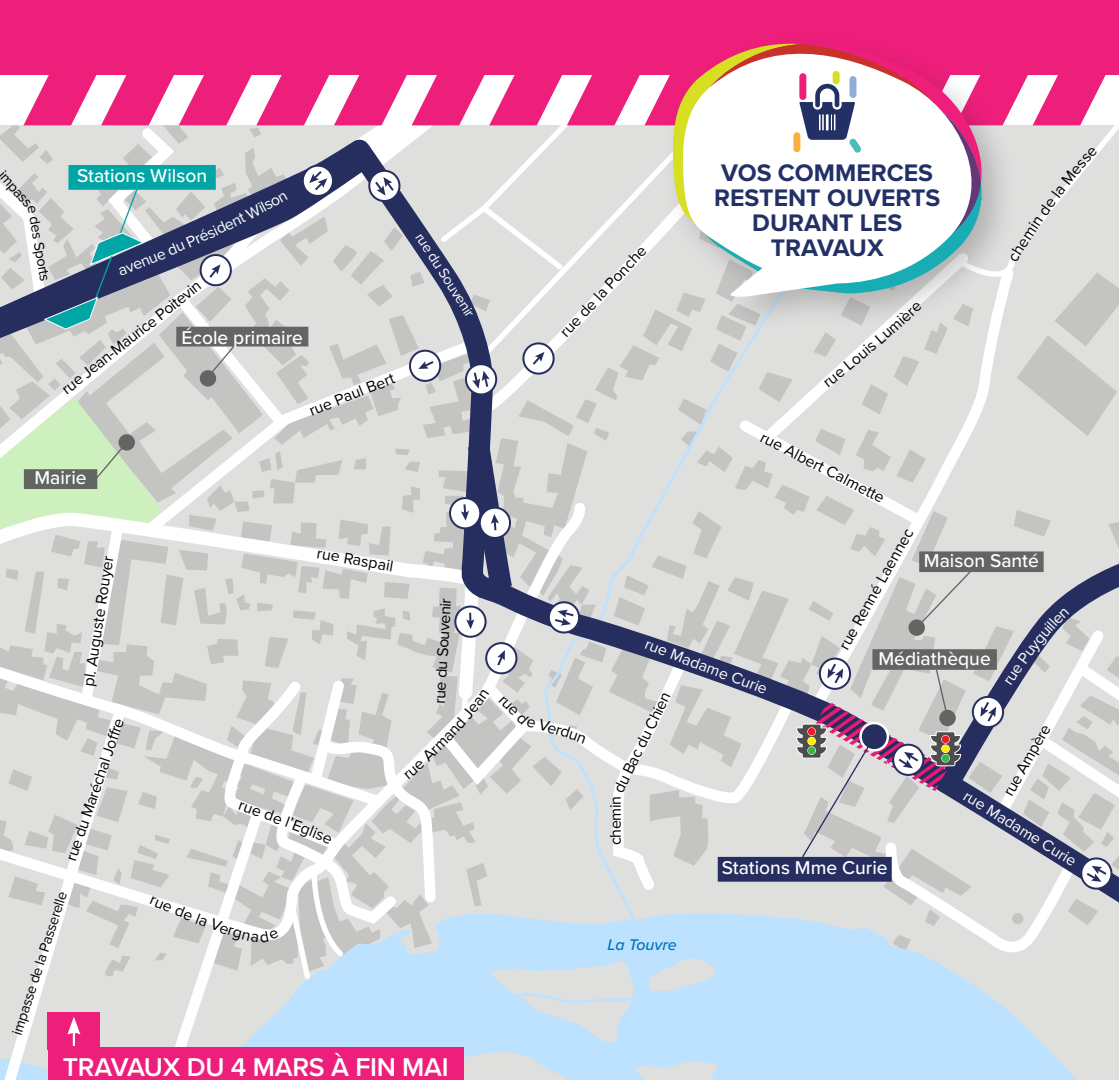 VOS COMMERCES
RESTENT OUVERTS
DURANT LES
TRAVAUX
Stations Wilson
impasse des Sports
avenue du Président Wilson
rue du Souvenir
chemin de la Messe
rue de la Ponche
rue Jean-Maurice Poitevin
École primaire
rue Louis Lumière
rue Paul Bert
Mairie
rue Albert Calmette
rue Raspail
pl. Auguste Rouyer
rue Renné Laennec
Maison Santé
rue du Souvenir
rue Madame Curie
Médiathèque
rue Puyguillen
rue Armand Jean
rue de Verdun
chemin du Bac du Chien
rue Ampère
rue du Maréchal Joffre
rue de l'Eglise
rue Madame Curie
Stations Mme Curie
rue de la Vergnade
impasse de la Passerelle
La Touvre
TRAVAUX DU 4 MARS À FIN MAI